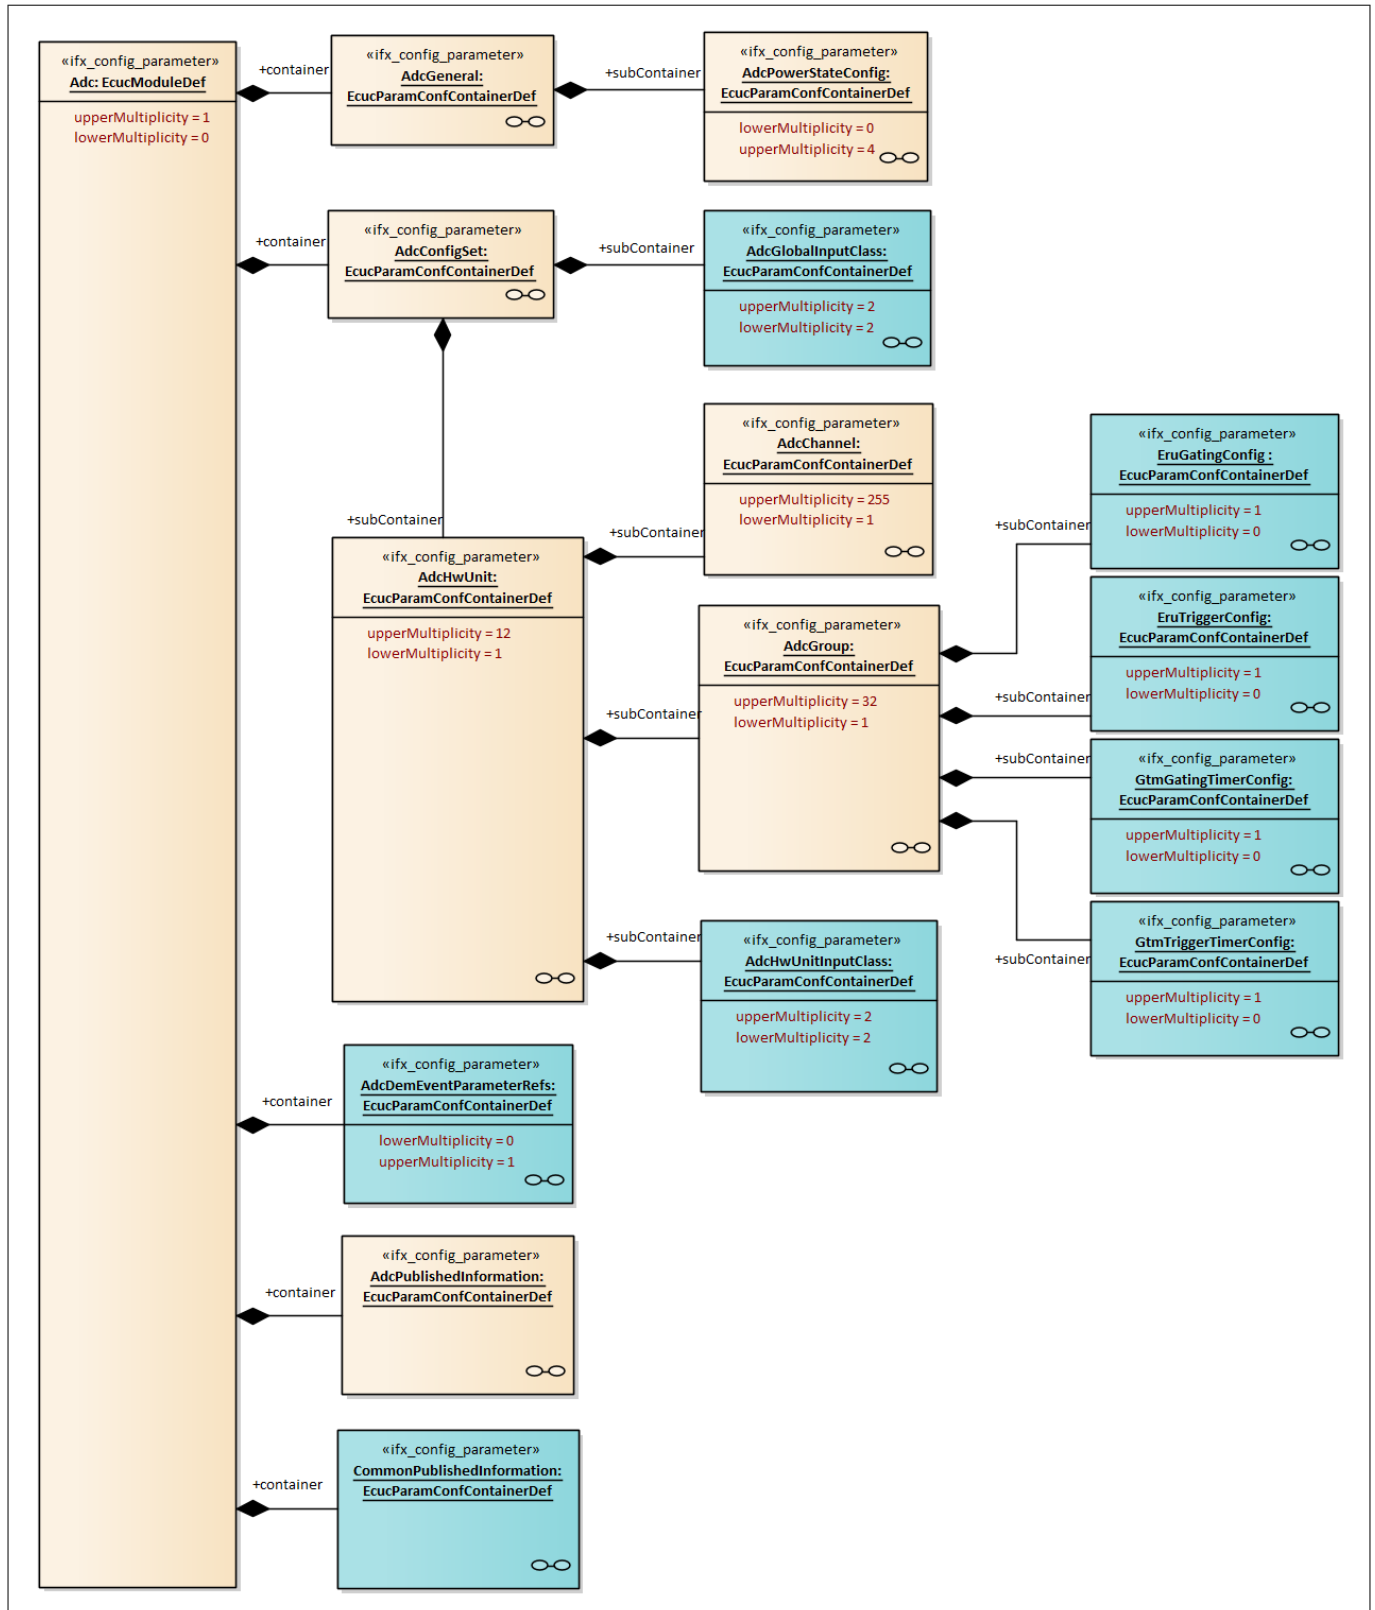 «ifx_config_parameter»
Adc: EcucModuleDef
upperMultiplicity = 1
lowerMultiplicity = 0
+container
«ifx_config_parameter»
AdcGeneral:
EcucParamConfContainerDef
+subContainer
«ifx_config_parameter»
AdcPowerStateConfig:
EcucParamConfContainerDef
lowerMultiplicity = 0
upperMultiplicity = 4
+container
«ifx_config_parameter»
AdcConfigSet:
EcucParamConfContainerDef
+subContainer
«ifx_config_parameter»
AdcGlobalInputClass:
EcucParamConfContainerDef
upperMultiplicity = 2
lowerMultiplicity = 2
+subContainer
«ifx_config_parameter»
AdcHwUnit:
EcucParamConfContainerDef
upperMultiplicity = 12
lowerMultiplicity = 1
+subContainer
«ifx_config_parameter»
AdcChannel:
EcucParamConfContainerDef
upperMultiplicity = 255
lowerMultiplicity = 1
+subContainer
«ifx_config_parameter»
AdcGroup:
EcucParamConfContainerDef
upperMultiplicity = 32
lowerMultiplicity = 1
+subContainer
«ifx_config_parameter»
EruGatingConfig :
EcucParamConfContainerDef
upperMultiplicity = 1
lowerMultiplicity = 0
+subContainer
«ifx_config_parameter»
EruTriggerConfig:
EcucParamConfContainerDef
upperMultiplicity = 1
lowerMultiplicity = 0
+subContainer
«ifx_config_parameter»
GtmGatingTimerConfig:
EcucParamConfContainerDef
upperMultiplicity = 1
lowerMultiplicity = 0
+subContainer
«ifx_config_parameter»
GtmTriggerTimerConfig:
EcucParamConfContainerDef
upperMultiplicity = 1
lowerMultiplicity = 0
+subContainer
«ifx_config_parameter»
AdcHwUnitInputClass:
EcucParamConfContainerDef
upperMultiplicity = 2
lowerMultiplicity = 2
+container
«ifx_config_parameter»
AdcDemEventParameterRefs:
EcucParamConfContainerDef
lowerMultiplicity = 0
upperMultiplicity = 1
+container
«ifx_config_parameter»
AdcPublishedInformation:
EcucParamConfContainerDef
+container
«ifx_config_parameter»
CommonPublishedInformation:
EcucParamConfContainerDef